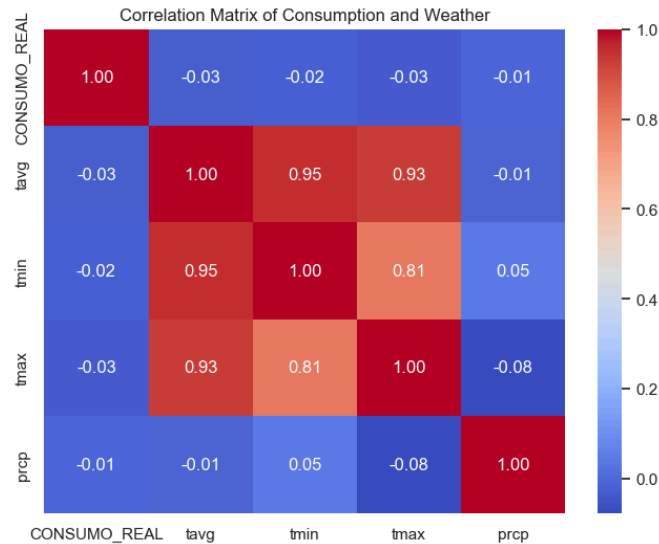 Correlation Matrix of Consumption and Weather
CONSUMO_REAL 1.00 -0.03 -0.02 -0.03 -0.01
tavg -0.03 1.00 0.95 0.93 -0.01
tmin -0.02 0.95 1.00 0.81 0.05
tmax -0.03 0.93 0.81 1.00 -0.08
prcp -0.01 -0.01 0.05 -0.08 1.00
CONSUMO_REAL tavg tmin tmax prcp
1.0
0.8
0.6
0.4
0.2
0.0